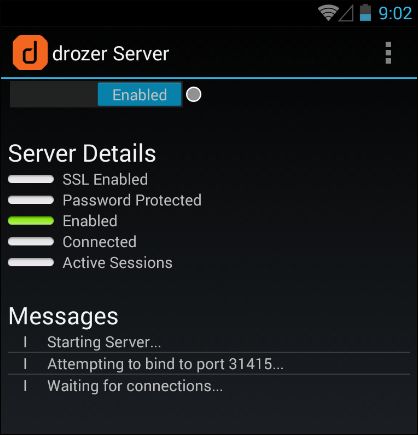 9:02
d drozer Server
Enabled
Server Details
SSL Enabled
Password Protected
Enabled
Connected
Active Sessions
Messages
I Starting Server...
I Attempting to bind to port 31415...
I Waiting for connections...